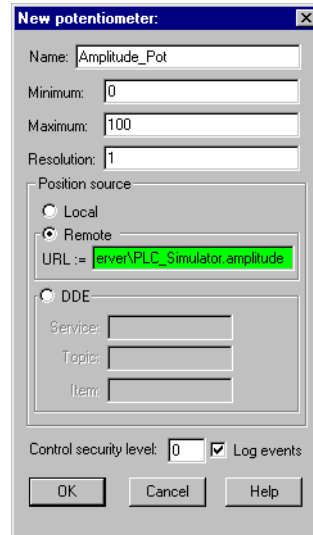 New potentiometer:
Name: Amplitude_Pot
Minimum: 0
Maximum: 100
Resolution: 1
Position source
Local
Remote
URL := erver\PLC_Simulator.amplitude
DDE
Service:
Topic:
Item:
Control security level: 0 Log events
OK Cancel Help